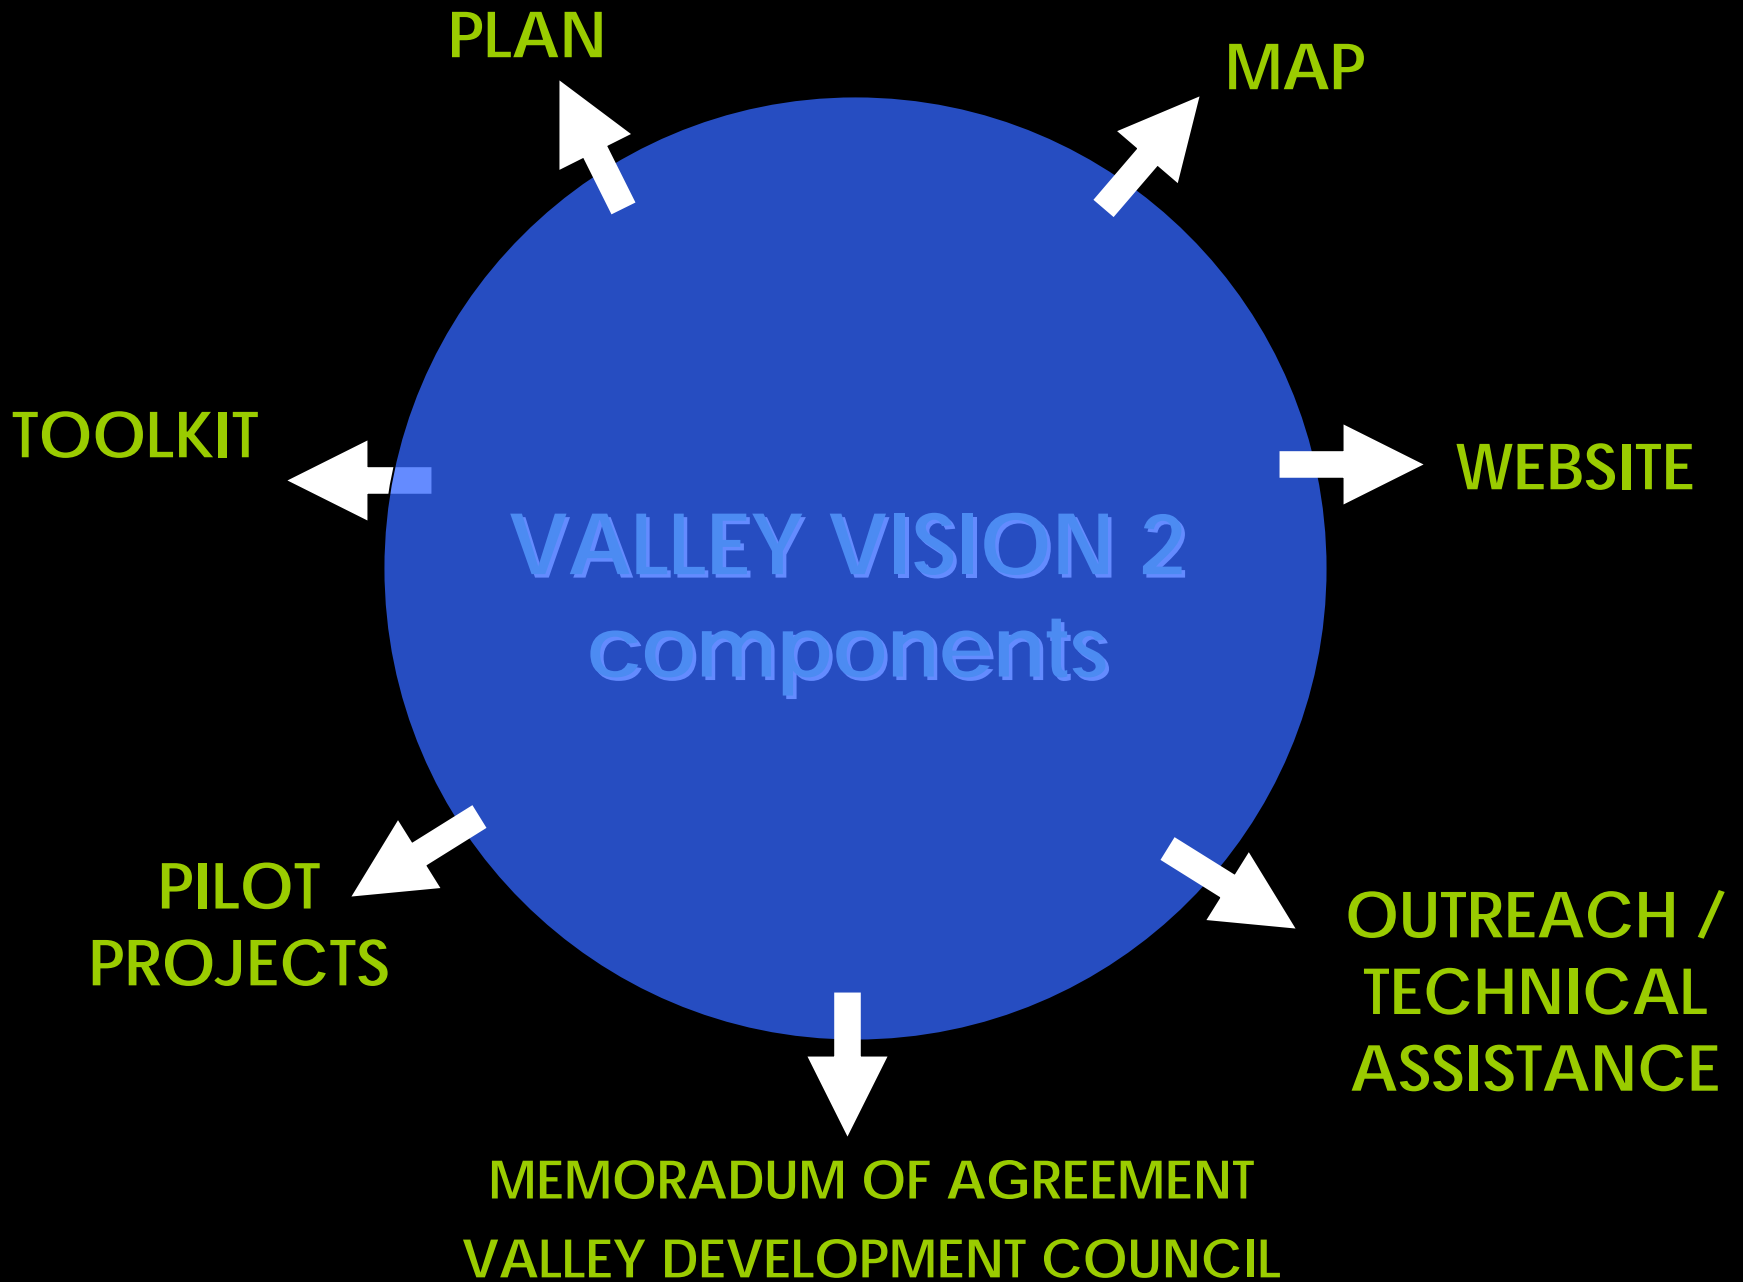 PLAN
MAP
TOOLKIT
WEBSITE
VALLEY VISION 2
components
PILOT
PROJECTS
OUTREACH /
TECHNICAL
ASSISTANCE
MEMORADUM OF AGREEMENT
VALLEY DEVELOPMENT COUNCIL